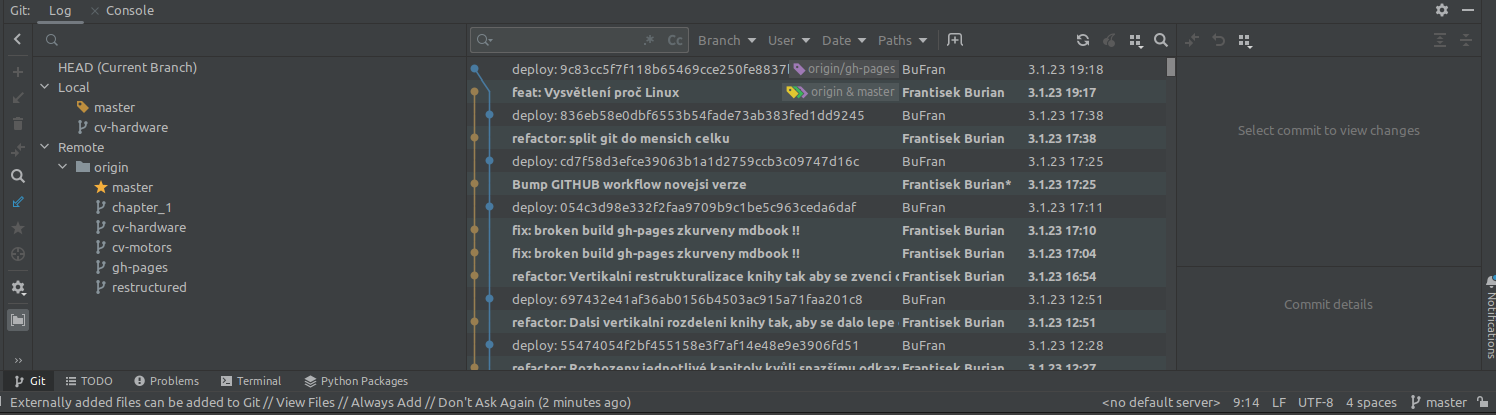 Git: Log Console
.* Cc Branch User Date Paths
HEAD (Current Branch)
Local
master
cv-hardware
Remote
origin
master
chapter_1
cv-hardware
cv-motors
gh-pages
restructured
deploy: 9c83cc5f7f118b65469cce250fe8837 origin/gh-pages BuFran 3.1.23 19:18
feat: Vysvětlení proč Linux origin & master Frantisek Burian 3.1.23 19:17
deploy: 836eb58e0dbf6553b54fade73ab383fed1dd9245 BuFran 3.1.23 17:38
refactor: split git do mensich celku Frantisek Burian 3.1.23 17:38
deploy: cd7f58d3efce39063b1a1d2759ccb3c09747d16c BuFran 3.1.23 17:25
Bump GITHUB workflow novejsi verze Frantisek Burian* 3.1.23 17:25
deploy: 054c3d98e332f2faa9709b9c1be5c963ceda6daf BuFran 3.1.23 17:11
fix: broken build gh-pages zkurveny mdbook !! Frantisek Burian 3.1.23 17:10
fix: broken build gh-pages zkurveny mdbook !! Frantisek Burian 3.1.23 17:04
refactor: Vertikalni restrukturalizace knihy tak aby se zvenci Frantisek Burian 3.1.23 16:54
deploy: 697432e41af36ab0156b4503ac915a71faa201c8 BuFran 3.1.23 12:51
refactor: Dalsi vertikalni rozdeleni knihy tak, aby se dalo lepe Frantisek Burian 3.1.23 12:51
deploy: 55474054f2bf455158e3f7af14e48e9e3906fd51 BuFran 3.1.23 12:28
refactor: Rozhozeny jednotlivé kapitoly kvůli snazšímu Frantisek Burian 3.1.23 12:27
Select commit to view changes
Commit details
Notifications
Git TODO Problems Terminal Python Packages
Externally added files can be added to Git // View Files // Always Add // Don't Ask Again (2 minutes ago) <no default server> 9:14 LF UTF-8 4 spaces master